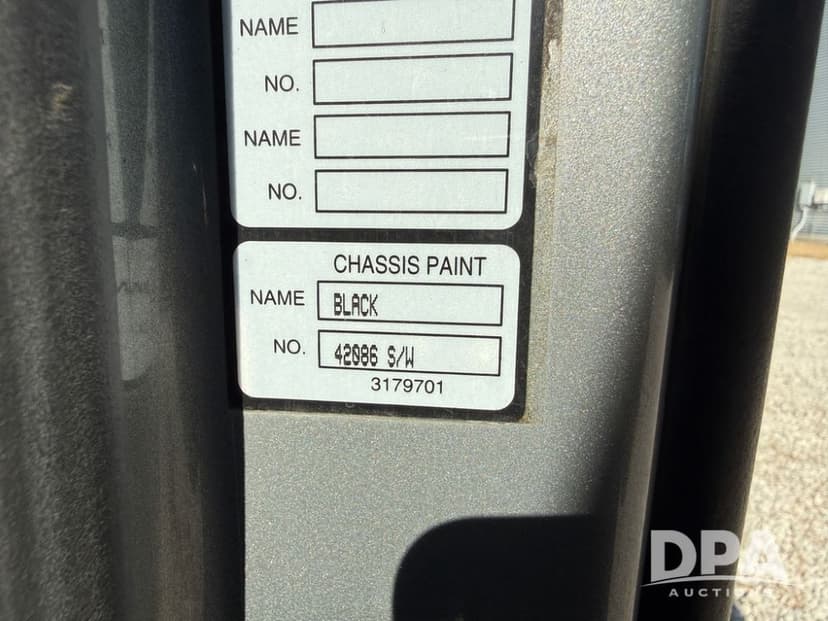 NAME
NO.
NAME
NO.
CHASSIS PAINT
NAME BLACK
NO. 42086 S/W
3179701
DPA
AUCTIONS